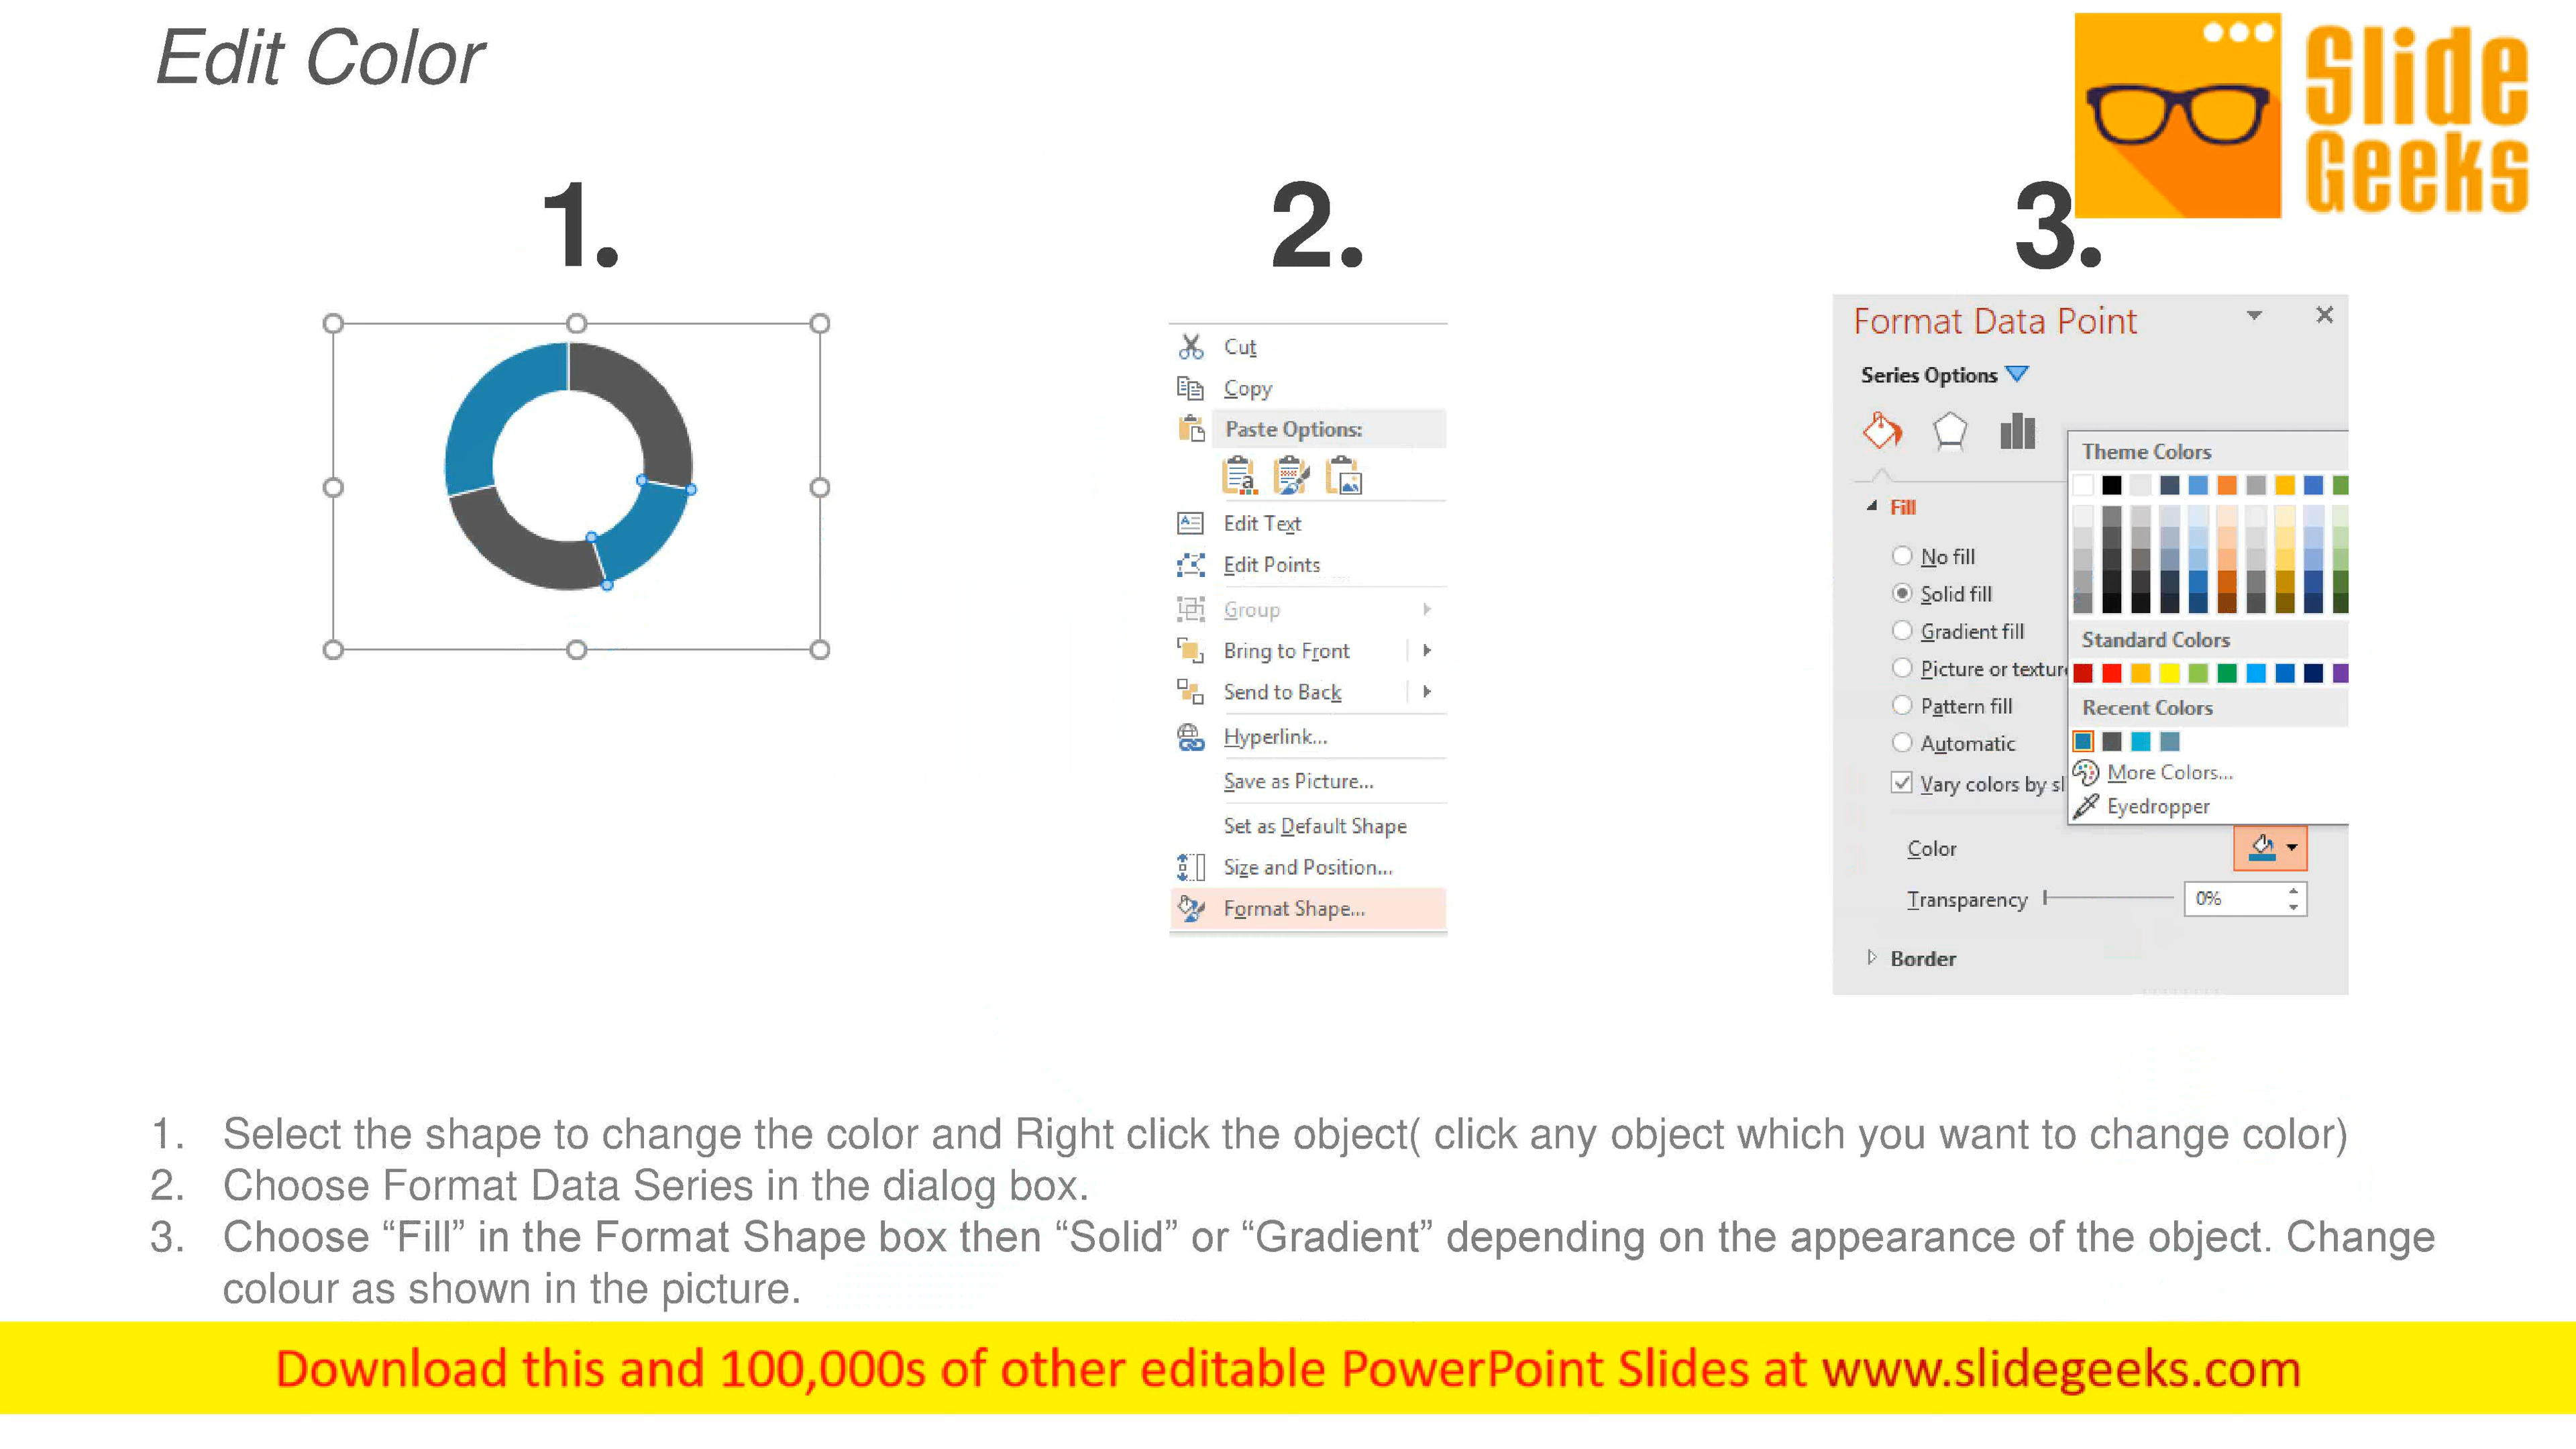 Edit Color
Slide
Geeks
1.
2.
3.
Cut
Copy
Paste Options:
Edit Text
Edit Points
Group
Bring to Front
Send to Back
Hyperlink...
Save as Picture...
Set as Default Shape
Size and Position...
Format Shape...
Format Data Point
Series Options
Theme Colors
Fill
No fill
Solid fill
Gradient fill
Standard Colors
Picture or textur
Pattern fill
Recent Colors
Automatic
More Colors...
Vary colors by sl
Eyedropper
Color
Transparency 0%
Border
1. Select the shape to change the color and Right click the object( click any object which you want to change color)
2. Choose Format Data Series in the dialog box.
3. Choose “Fill” in the Format Shape box then “Solid” or “Gradient” depending on the appearance of the object. Change
colour as shown in the picture.
Download this and 100,000s of other editable PowerPoint Slides at www.slidegeeks.com